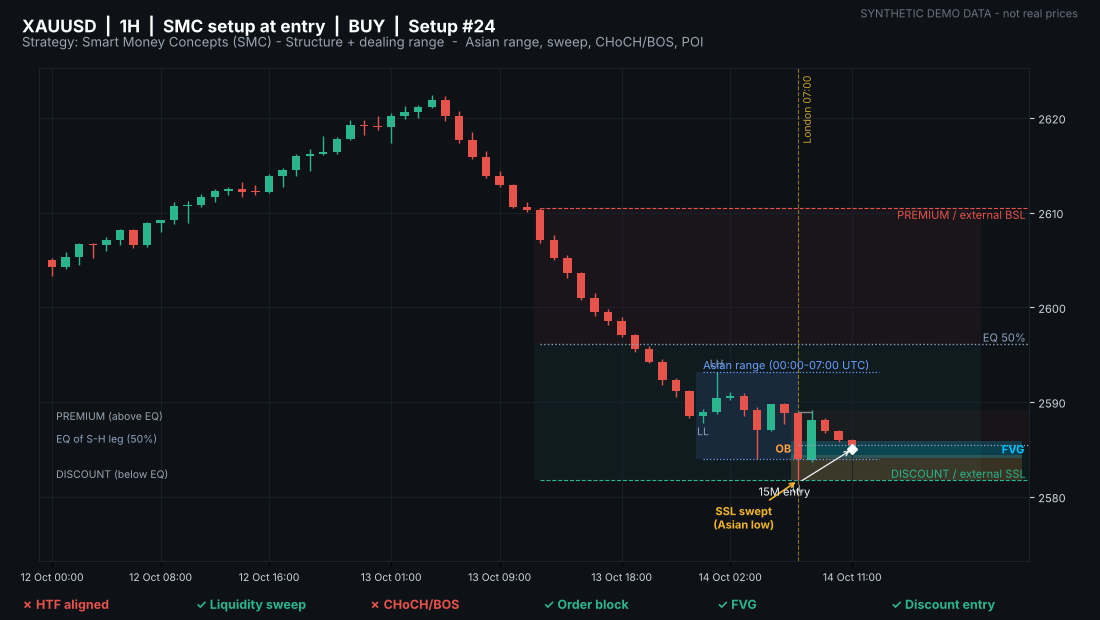 XAUUSD | 1H | SMC setup at entry | BUY | Setup #24
SYNTHETIC DEMO DATA - not real prices
Strategy: Smart Money Concepts (SMC) - Structure + dealing range - Asian range, sweep, CHoCH/BOS, POI
London 07:00
2620
2610
2600
2590
2580
PREMIUM / external BSL
EQ 50%
LH
Asian range (00:00-07:00 UTC)
PREMIUM (above EQ)
EQ of S-H leg (50%)
DISCOUNT (below EQ)
LL
OB
FVG
DISCOUNT / external SSL
15M entry
SSL swept
(Asian low)
12 Oct 00:00
12 Oct 08:00
12 Oct 16:00
13 Oct 01:00
13 Oct 09:00
13 Oct 18:00
14 Oct 02:00
14 Oct 11:00
× HTF aligned
✓ Liquidity sweep
× CHoCH/BOS
✓ Order block
✓ FVG
✓ Discount entry